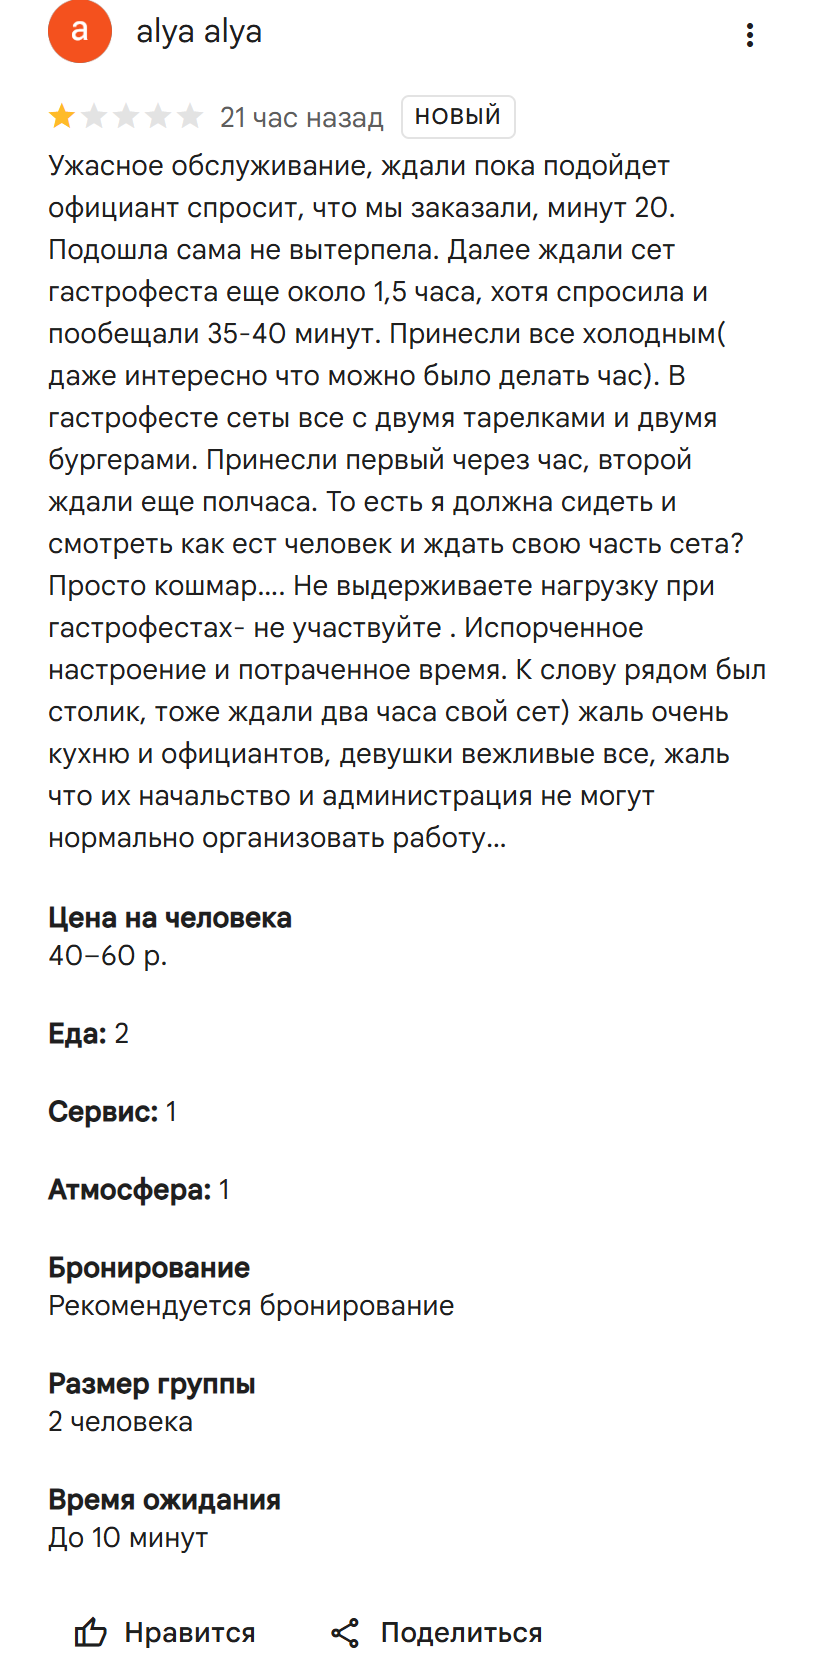 a
alya alya
21 час назад НОВЫЙ
Ужасное обслуживание, ждали пока подойдет
официант спросит, что мы заказали, минут 20.
Подошла сама не вытерпела. Далее ждали сет
гастрофеста еще около 1,5 часа, хотя спросила и
пообещали 35-40 минут. Принесли все холодным(
даже интересно что можно было делать час). В
гастрофесте сеты все с двумя тарелками и двумя
бургерами. Принесли первый через час, второй
ждали еще полчаса. То есть я должна сидеть и
смотреть как ест человек и ждать свою часть сета?
Просто кошмар.... Не выдерживаете нагрузку при
гастрофестах- не участвуйте . Испорченное
настроение и потраченное время. К слову рядом был
столик, тоже ждали два часа свой сет) жаль очень
кухню и официантов, девушки вежливые все, жаль
что их начальство и администрация не могут
нормально организовать работу...
Цена на человека
40–60 р.
Еда: 2
Сервис: 1
Атмосфера: 1
Бронирование
Рекомендуется бронирование
Размер группы
2 человека
Время ожидания
До 10 минут
Нравится Поделиться